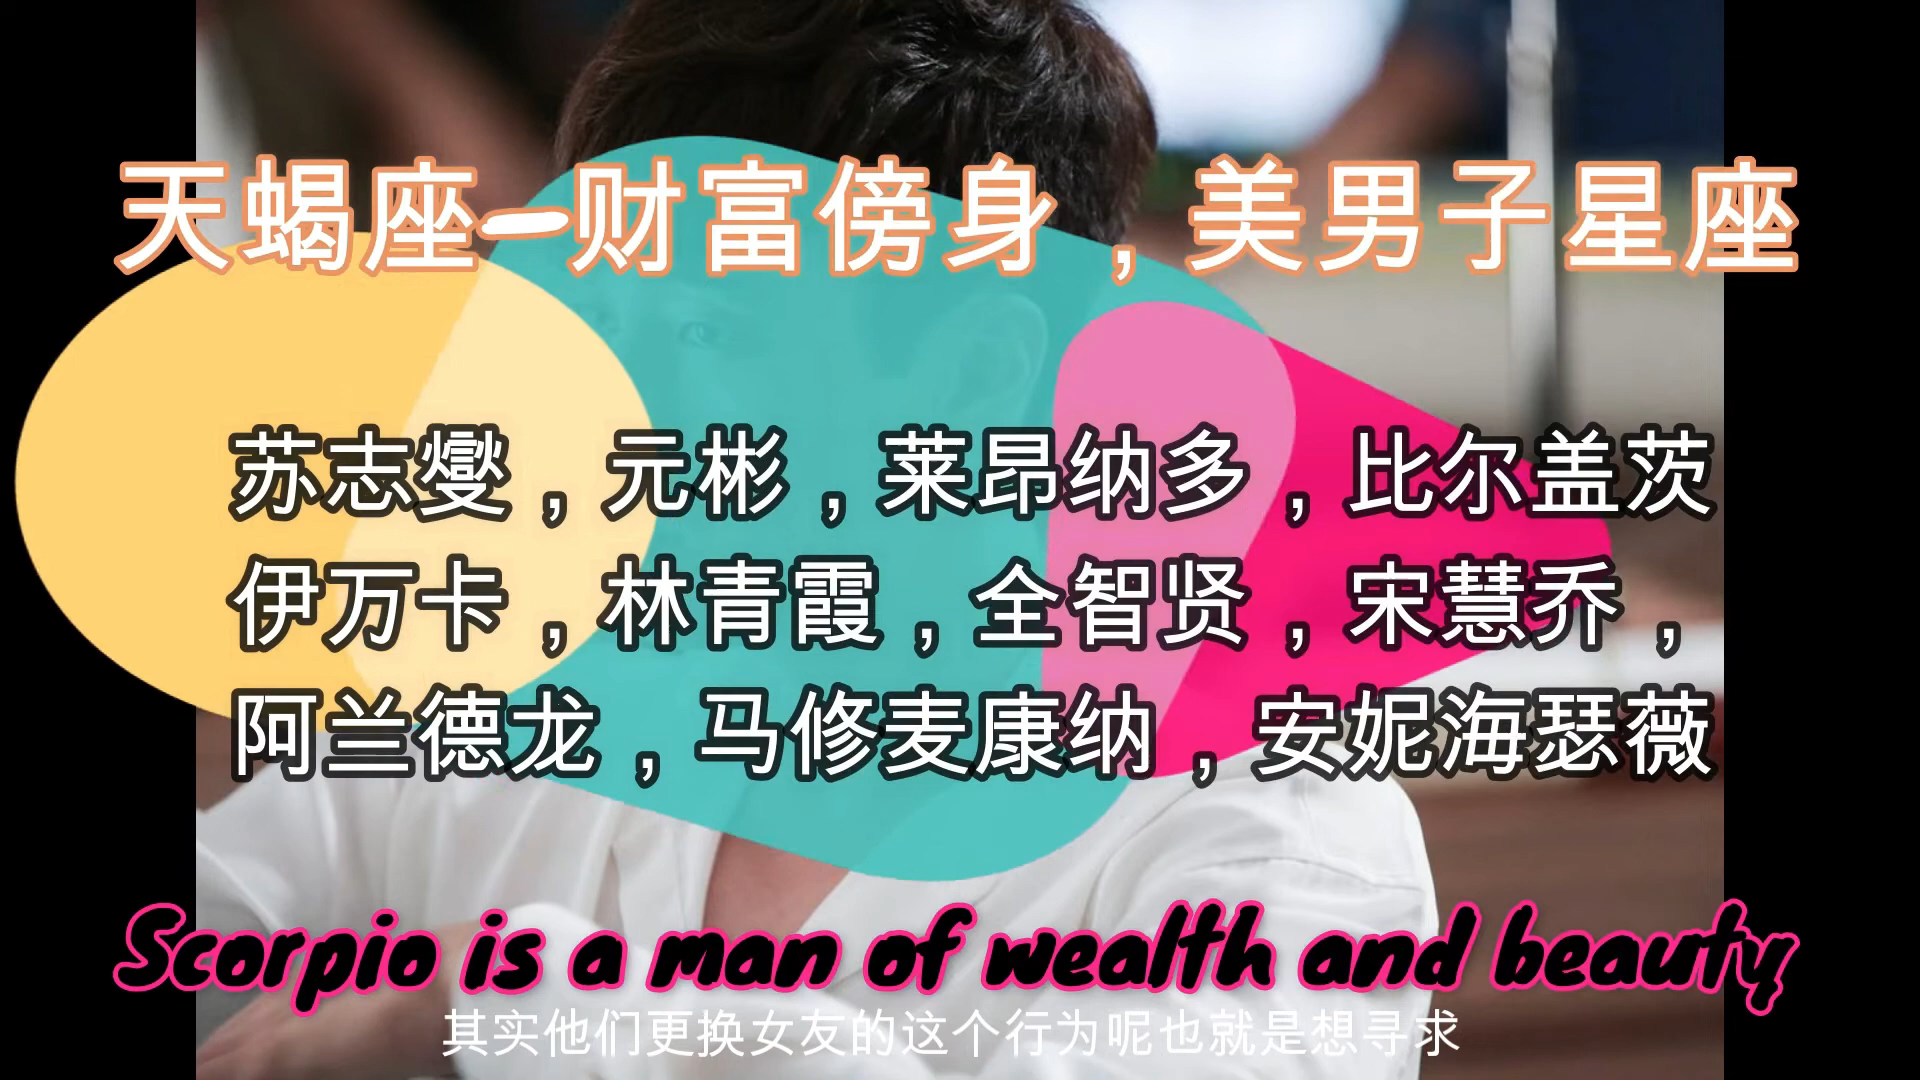 天蝎座-财富傍身，美男子星座
苏志燮，元彬，莱昂纳多，比尔盖茨
伊万卡，林青霞，全智贤，宋慧乔，
阿兰德龙，马修麦康纳，安妮海瑟薇
Scorpio is a man of wealth and beauty
其实他们更换女友的这个行为呢也就是想寻求